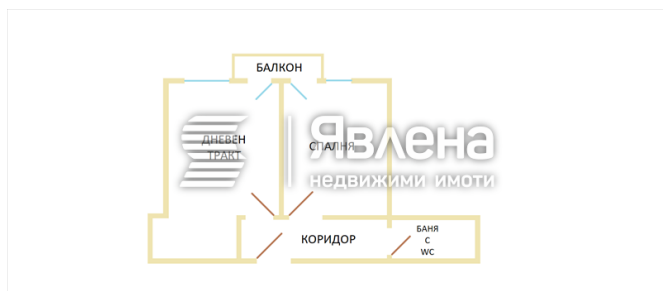 БАЛКОН
ДНЕВЕН
ТРАКТ
СПАЛНЯ
Явлена
недвижими имоти
КОРИДОР
БАНЯ
С
WC